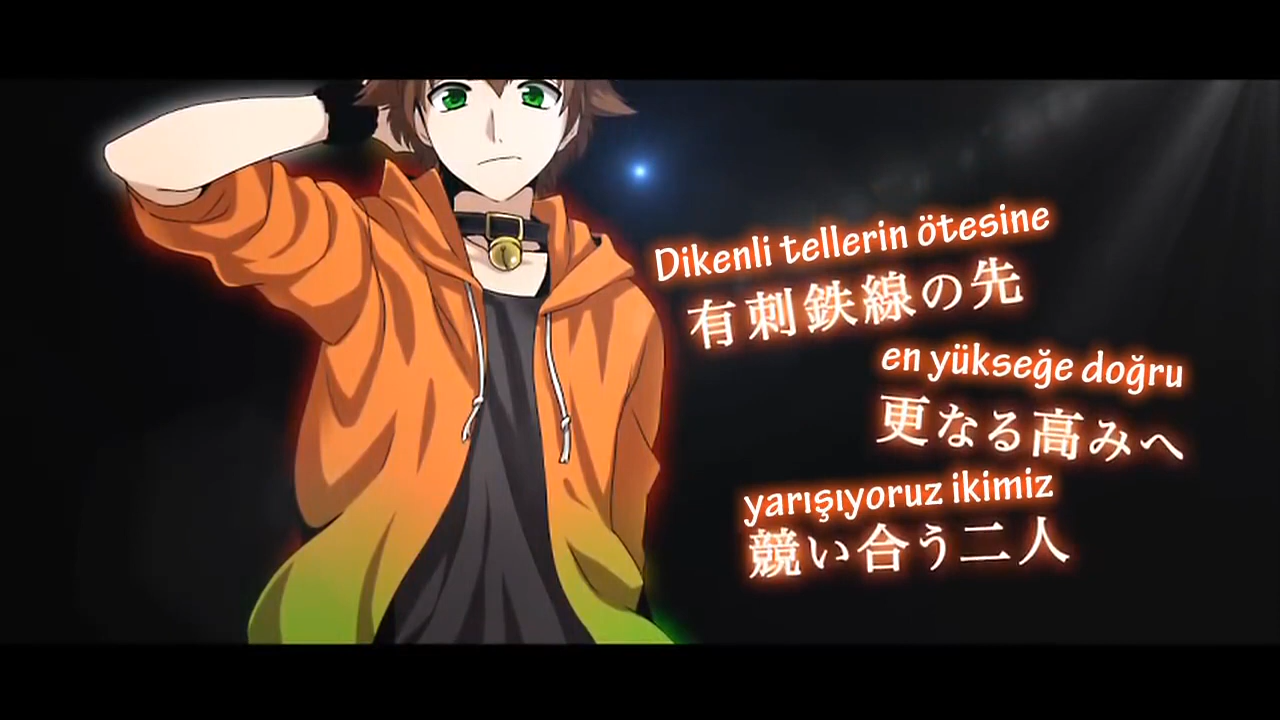 Dikenli tellerin ötesine
有刺鉄線の先
en yükseğe doğru
更なる高みへ
yarışıyoruz ikimiz
競い合う二人